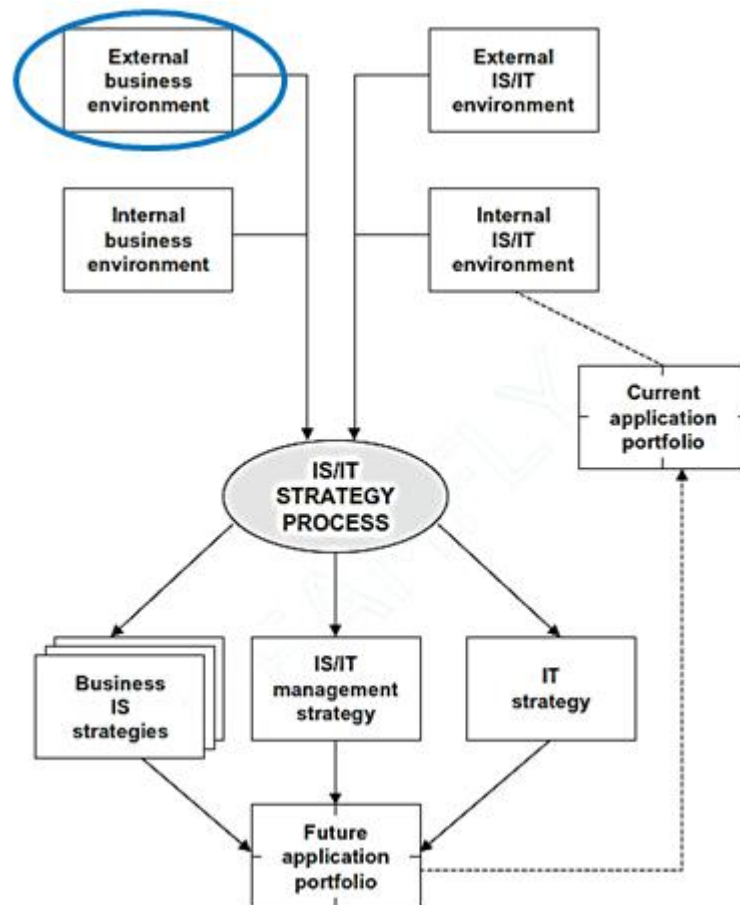 External
business
environment
External
IS/IT
environment
Internal
business
environment
Internal
IS/IT
environment
Current
application
portfolio
IS/IT
STRATEGY
PROCESS
Business
IS
strategies
IS/IT
management
strategy
IT
strategy
Future
application
portfolio